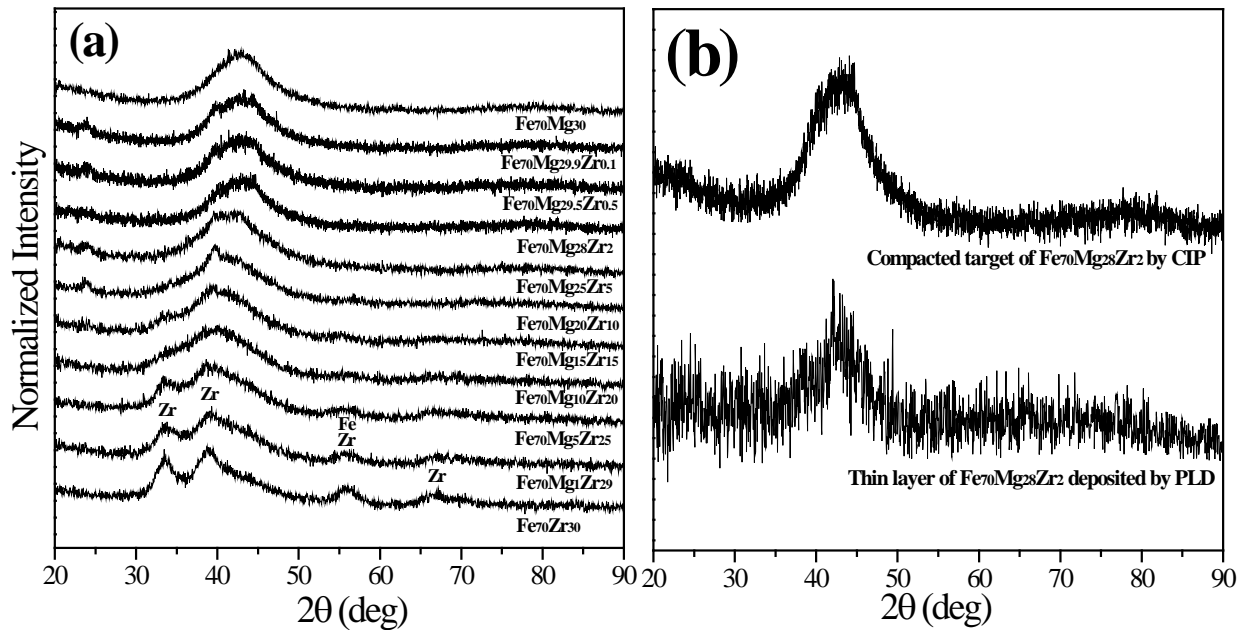 (a)
Fe70Mg30
Fe70Mg29.9Zr0.1
Fe70Mg29.5Zr0.5
Fe70Mg28Zr2
Fe70Mg25Zr5
Fe70Mg20Zr10
Fe70Mg15Zr15
Fe70Mg10Zr20
Zr Zr
Fe
Zr
Fe70Mg5Zr25
Fe70Mg1Zr29
Zr
Fe70Zr30
Normalized Intensity
20 30 40 50 60 70 80 90
2θ (deg)
(b)
Compacted target of Fe70Mg28Zr2 by CIP
Thin layer of Fe70Mg28Zr2 deposited by PLD
20 30 40 50 60 70 80 90
2θ (deg)